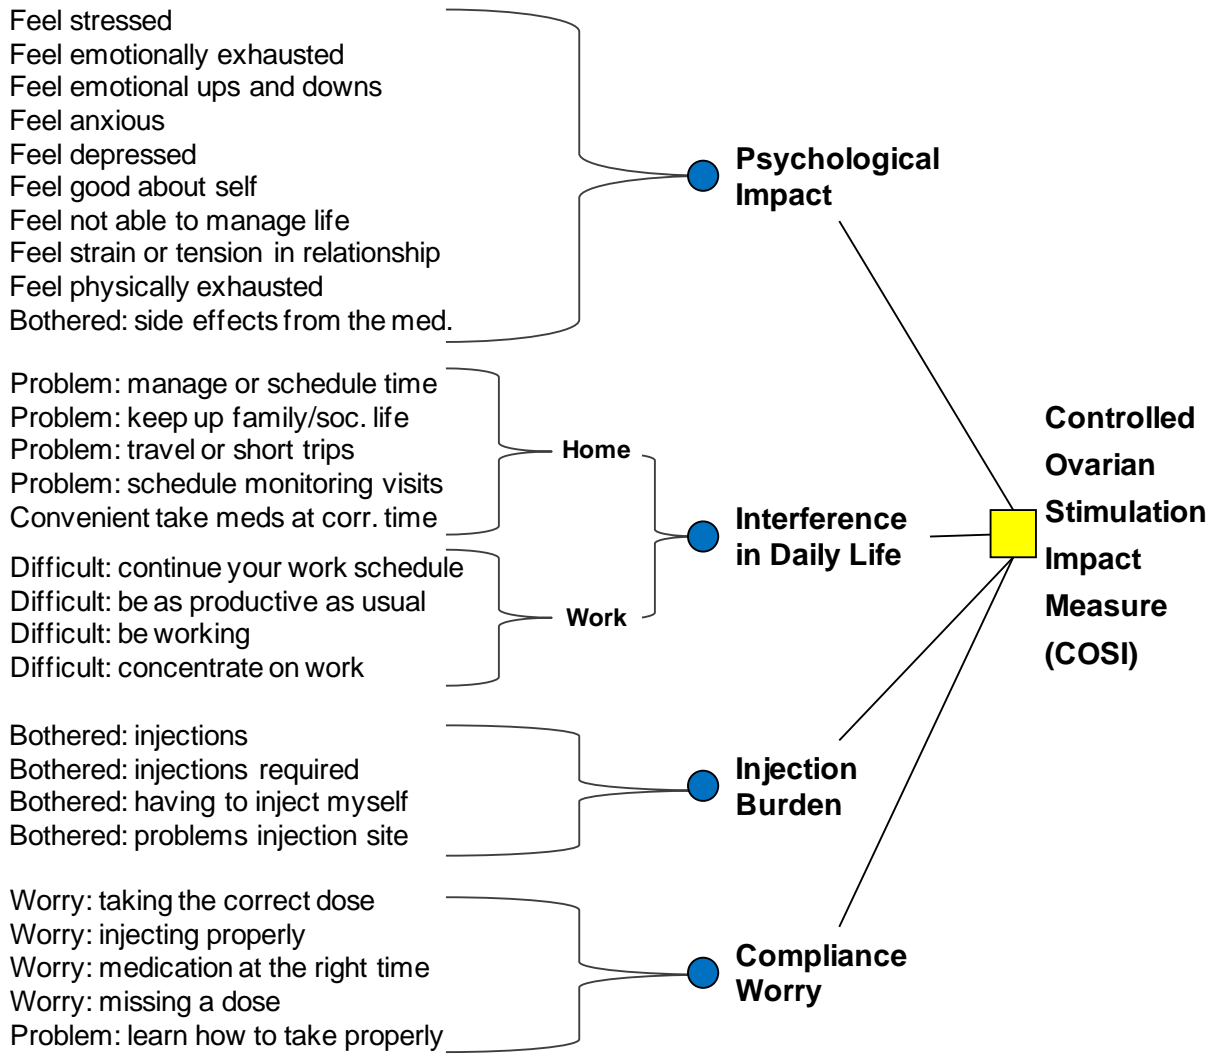 Feel stressed
Feel emotionally exhausted
Feel emotional ups and downs
Feel anxious
Feel depressed
Feel good about self
Feel not able to manage life
Feel strain or tension in relationship
Feel physically exhausted
Bothered: side effects from the med.
Psychological
Impact
Problem: manage or schedule time
Problem: keep up family/soc. life
Problem: travel or short trips
Problem: schedule monitoring visits
Convenient take meds at corr. time
Home
Difficult: continue your work schedule
Difficult: be as productive as usual
Difficult: be working
Difficult: concentrate on work
Work
Interference
in Daily Life
Bothered: injections
Bothered: injections required
Bothered: having to inject myself
Bothered: problems injection site
Injection
Burden
Worry: taking the correct dose
Worry: injecting properly
Worry: medication at the right time
Worry: missing a dose
Problem: learn how to take properly
Compliance
Worry
Controlled
Ovarian
Stimulation
Impact
Measure
(COSI)